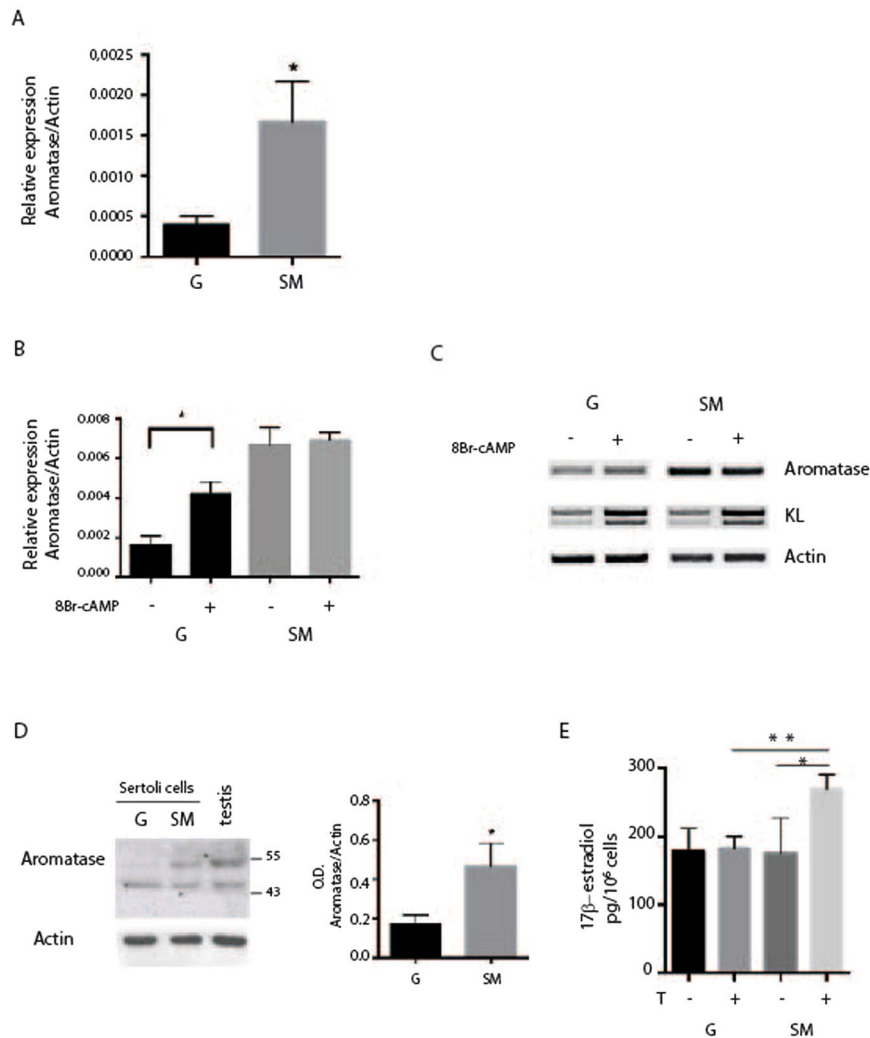 A
Relative expression
Aromatase/Actin
0,0025
0.0020
0.0015
0.0010
0.0005
0.0000
*
G SM
B
Relative expression
Aromatase/Actin
0,008
0.006
0.004
0.002
0.000
*
8Br-cAMP - + - +
G SM
C
G SM
8Br-cAMP - + - +
Aromatase
KL
Actin
D
Sertoli cells
G SM testis
Aromatase
55
43
Actin
O.D.
Aromatase/Actin
0.8
0.6
0.4
0.2
0.0
*
G SM
E
17β-estradiol
pg/10⁶ cells
300
200
100
0
* *
*
T - + - +
G SM